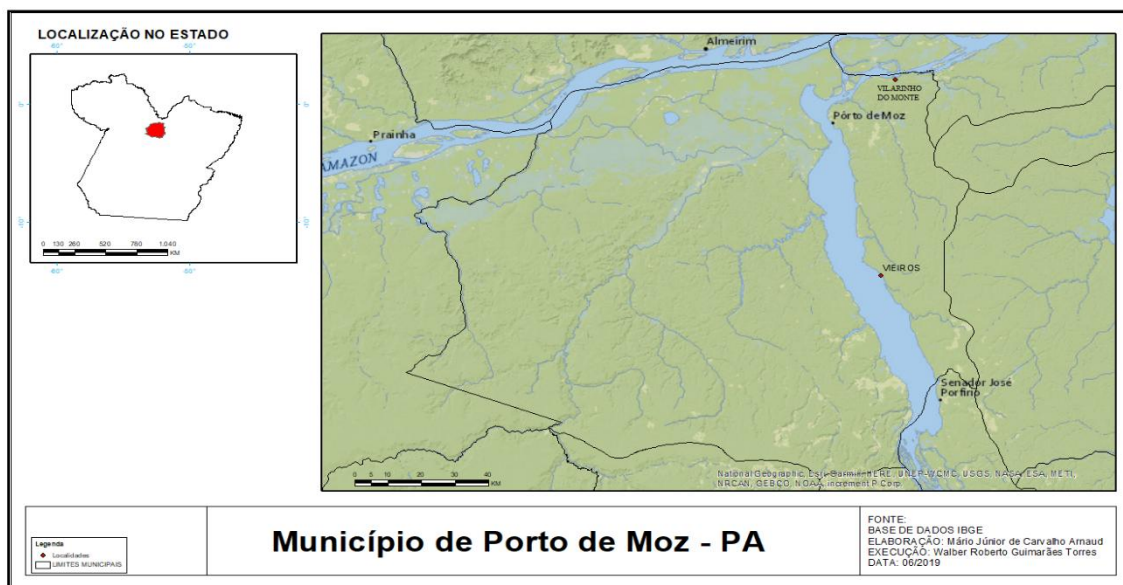 LOCALIZAÇÃO NO ESTADO
0 130 260 520 780 1.040
KM
Almeirim
VILARINHO
DO MONTE
Prainha
Pôrto de Moz
AMAZON
VIEIROS
Senador José
Porfírio
0 5 10 20 30 40
KM
National Geographic, Esri, Garmin, HERE, UNEP-WCMC, USGS, NASA, ESA, METI,
NRCAN, GEBCO, NOAA, increment P Corp.
Legenda
Localidades
LIMITES MUNICIPAIS
Município de Porto de Moz - PA
FONTE:
BASE DE DADOS IBGE
ELABORAÇÃO: Mário Júnior de Carvalho Arnaud
EXECUÇÃO: Walber Roberto Guimarães Torres
DATA: 06/2019